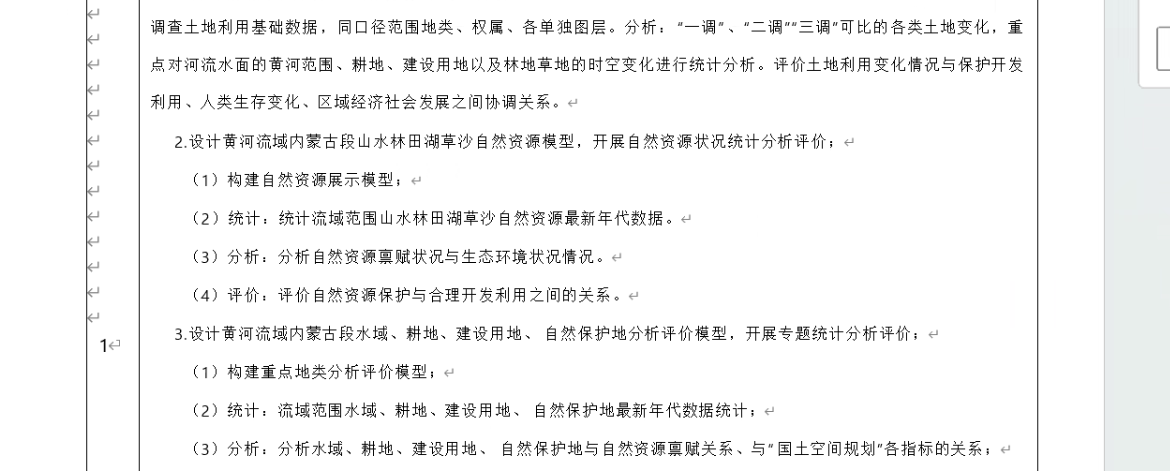 调查土地利用基础数据，同口径范围地类、权属、各单独图层。分析：“一调”、“二调”“三调”可比的各类土地变化，重
点对河流水面的黄河范围、耕地、建设用地以及林地草地的时空变化进行统计分析。评价土地利用变化情况与保护开发
利用、人类生存变化、区域经济社会发展之间协调关系。
2.设计黄河流域内蒙古段山水林田湖草沙自然资源模型，开展自然资源状况统计分析评价；
（1）构建自然资源展示模型；
（2）统计：统计流域范围山水林田湖草沙自然资源最新年代数据。
（3）分析：分析自然资源禀赋状况与生态环境状况情况。
（4）评价：评价自然资源保护与合理开发利用之间的关系。
3.设计黄河流域内蒙古段水域、耕地、建设用地、 自然保护地分析评价模型，开展专题统计分析评价；
1
（1）构建重点地类分析评价模型；
（2）统计：流域范围水域、耕地、建设用地、 自然保护地最新年代数据统计；
（3）分析：分析水域、耕地、建设用地、 自然保护地与自然资源禀赋关系、与“ 国土空间规划”各指标的关系；